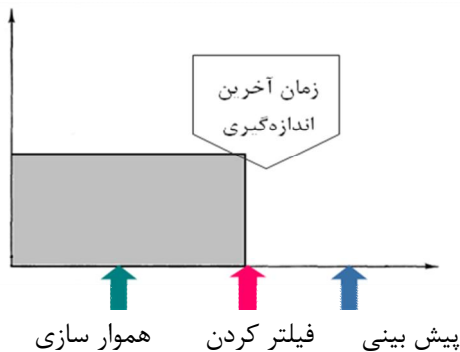 زمان آخرین
اندازه‌گیری
پیش بینی
فیلتر کردن
هموار سازی